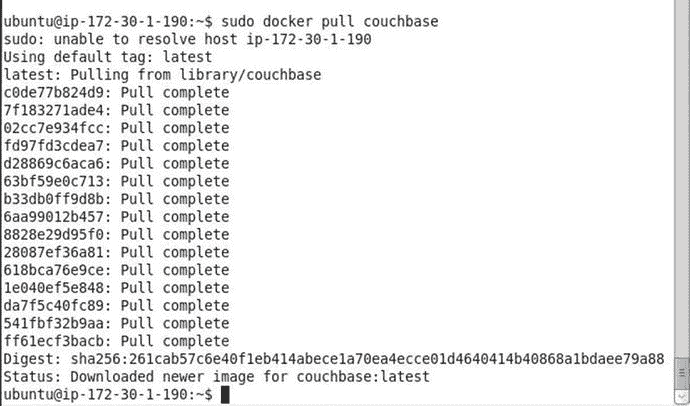 ubuntu@ip-172-30-1-190:~$ sudo docker pull couchbase
sudo: unable to resolve host ip-172-30-1-190
Using default tag: latest
latest: Pulling from library/couchbase
c0de77b824d9: Pull complete
7f183271ade4: Pull complete
02cc7e934fcc: Pull complete
fd97fd3cdea7: Pull complete
d28869c6aca6: Pull complete
63bf59e0c713: Pull complete
b33db0ff9d8b: Pull complete
6aa99012b457: Pull complete
8828e29d95f0: Pull complete
28087ef36a81: Pull complete
618bca76e9ce: Pull complete
1e040ef5e848: Pull complete
da7f5c40fc89: Pull complete
541fbf32b9aa: Pull complete
ff61ecf3bacb: Pull complete
Digest: sha256:261cab57c6e40f1eb414abece1a70ea4ecce01d4640414b40868a1bdaee79a88
Status: Downloaded newer image for couchbase:latest
ubuntu@ip-172-30-1-190:~$